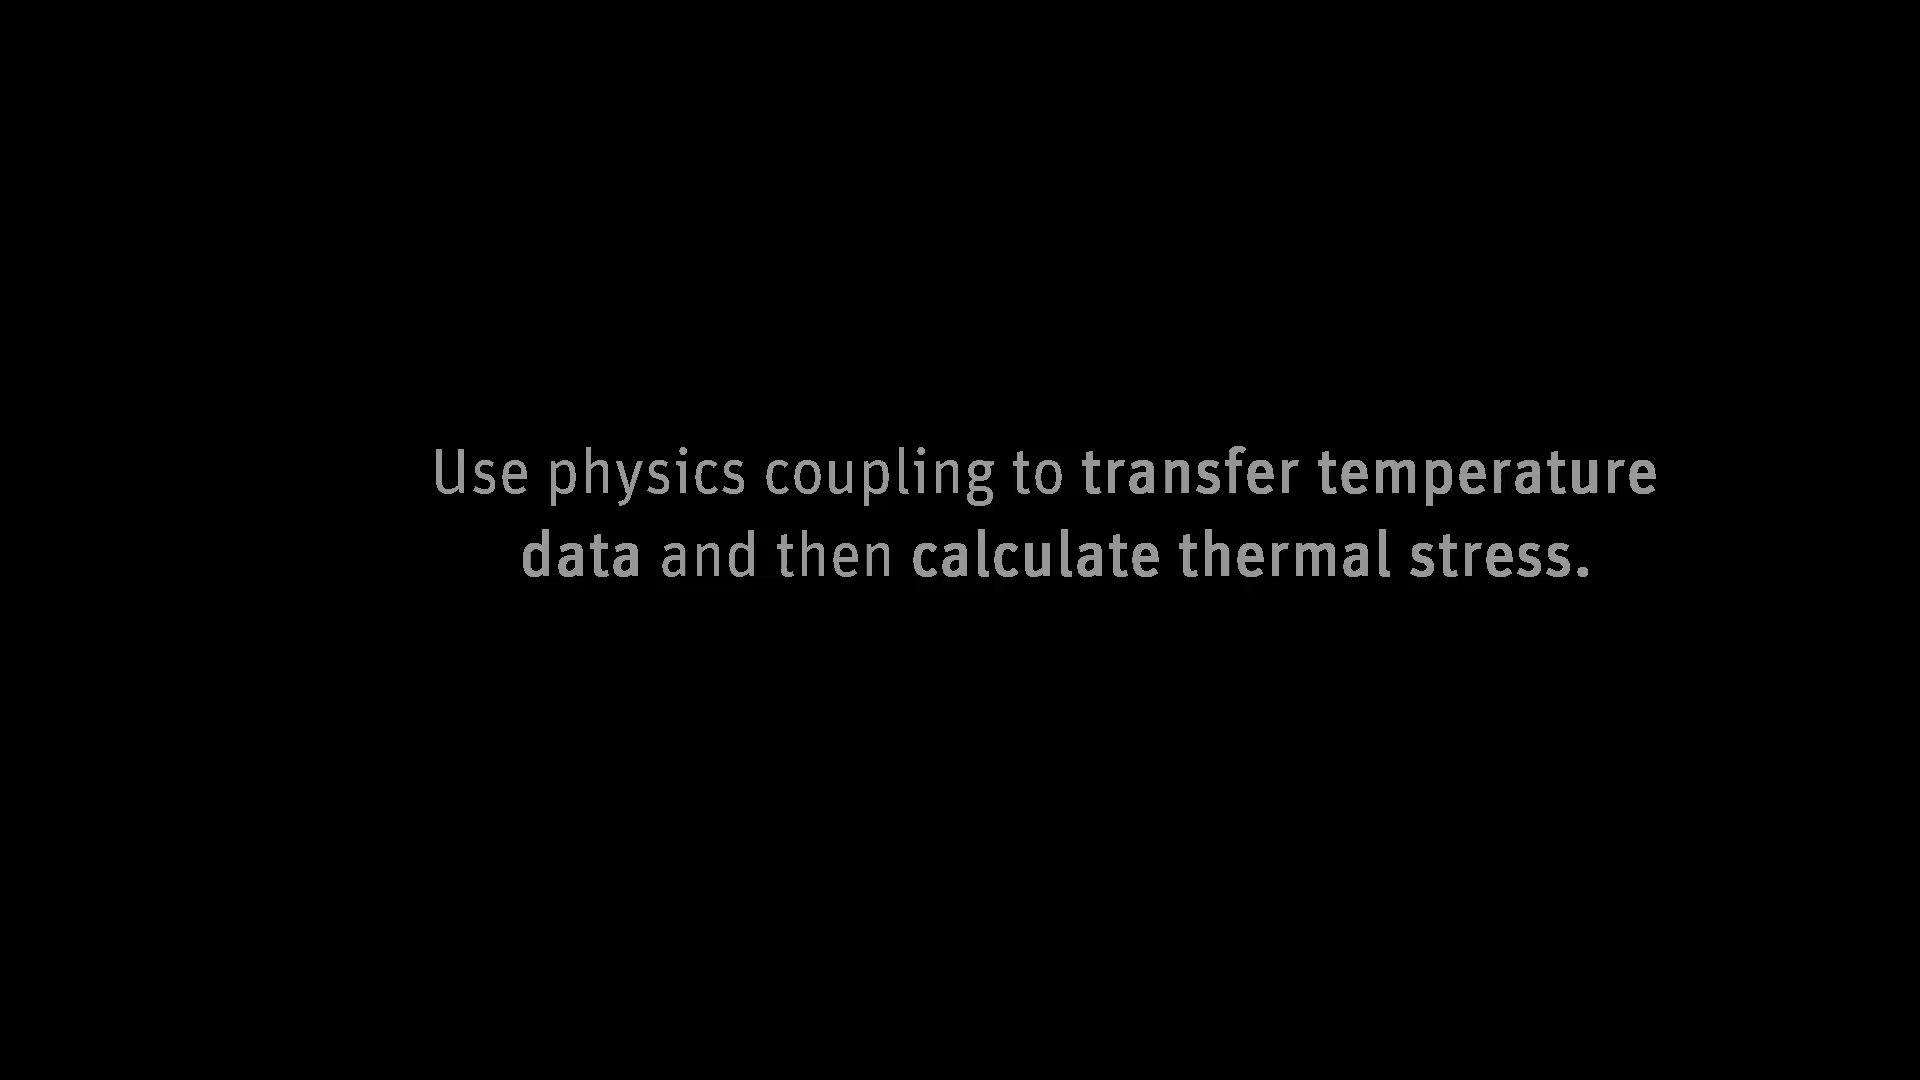 Use physics coupling to transfer temperature
data and then calculate thermal stress.